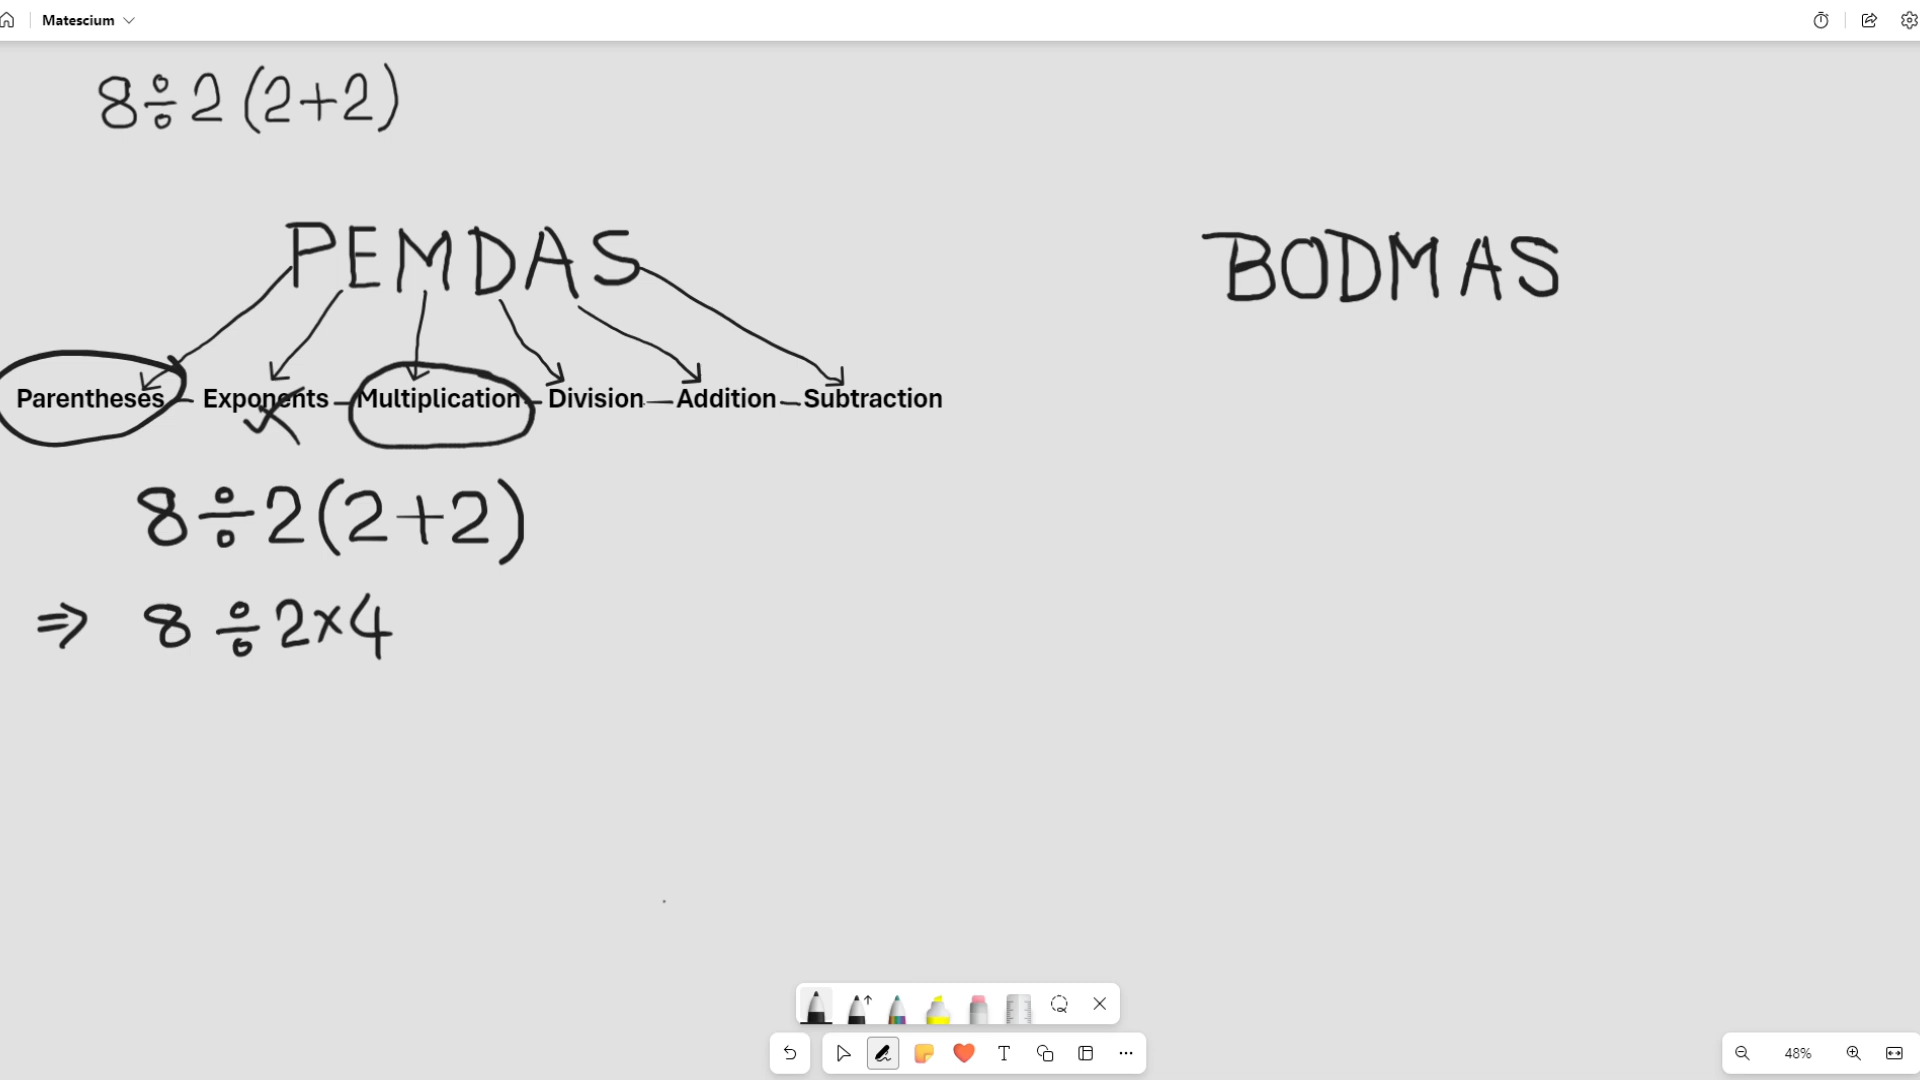 Matescium
8÷2(2+2)
PEMDAS
BODMAS
Parentheses – Exponents – Multiplication – Division – Addition – Subtraction
8÷2(2+2)
⇒ 8÷2×4
48%